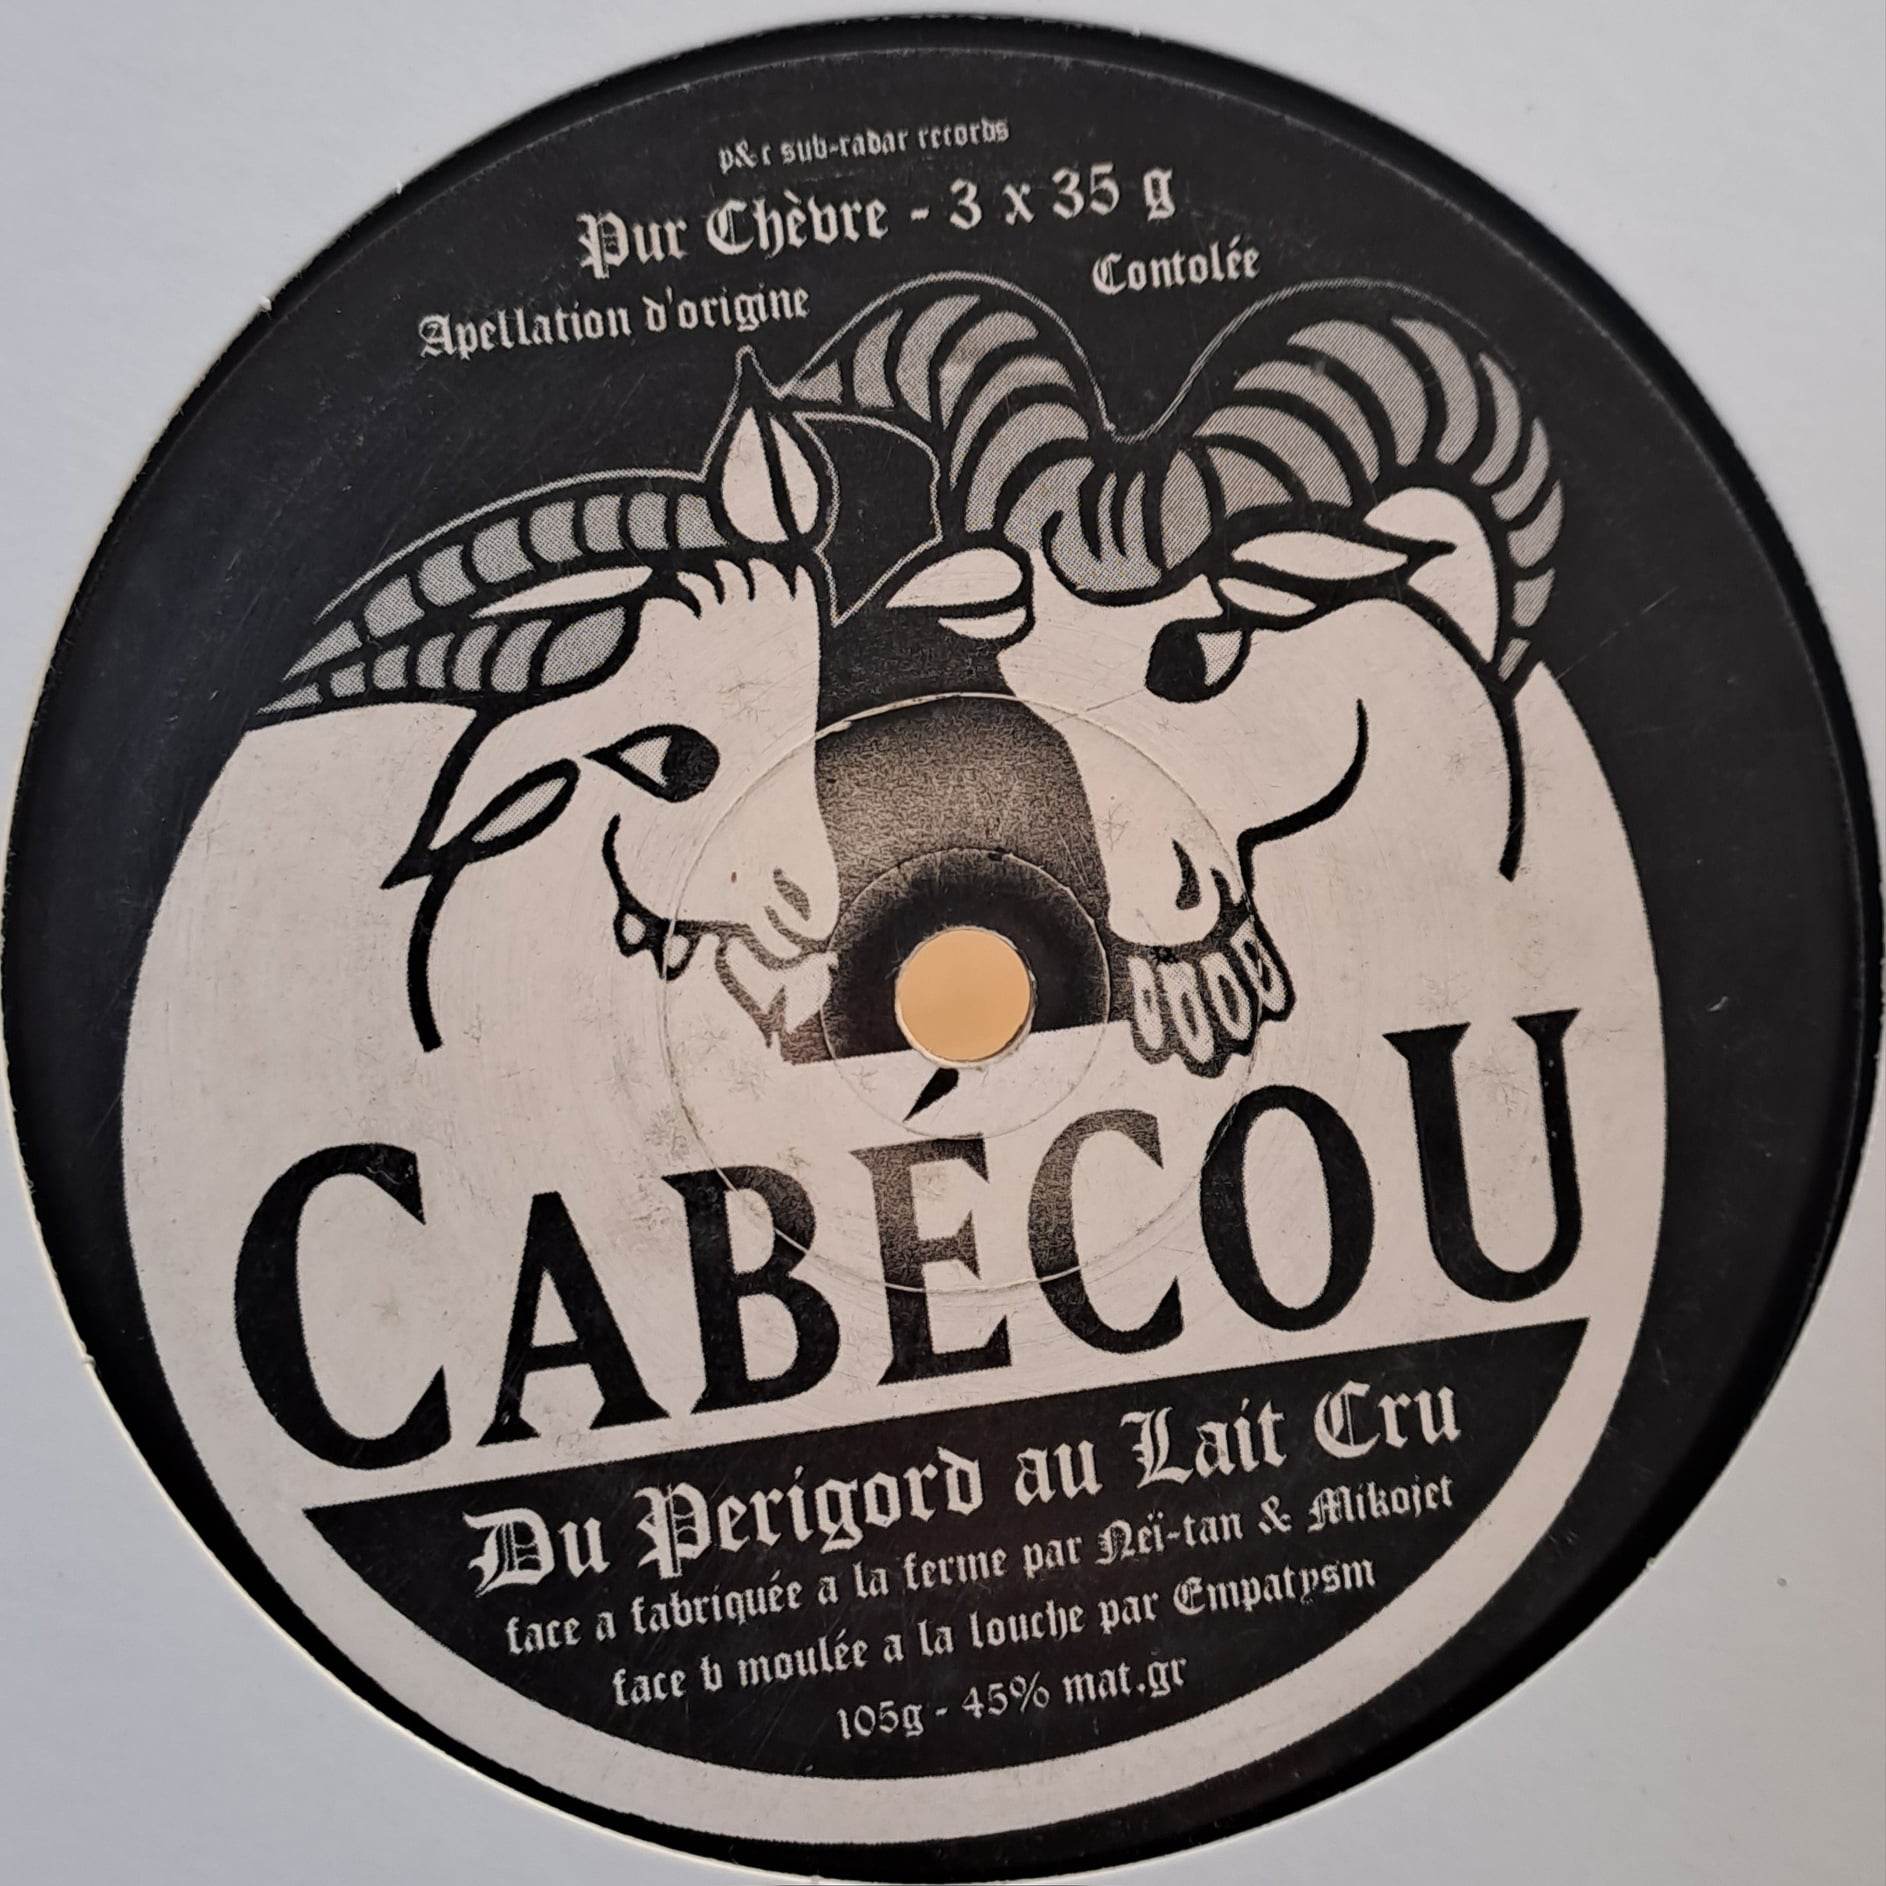 p&c sub-radar records
Pur Chèvre - 3 x 35 g
Apellation d'origine Contolée
CABÉCOU
Du Perigord au Lait Cru
face a fabriquée a la ferme par Neï-tan & Mikojet
face b moulée a la louche par Empatysm
105g - 45% mat.gr